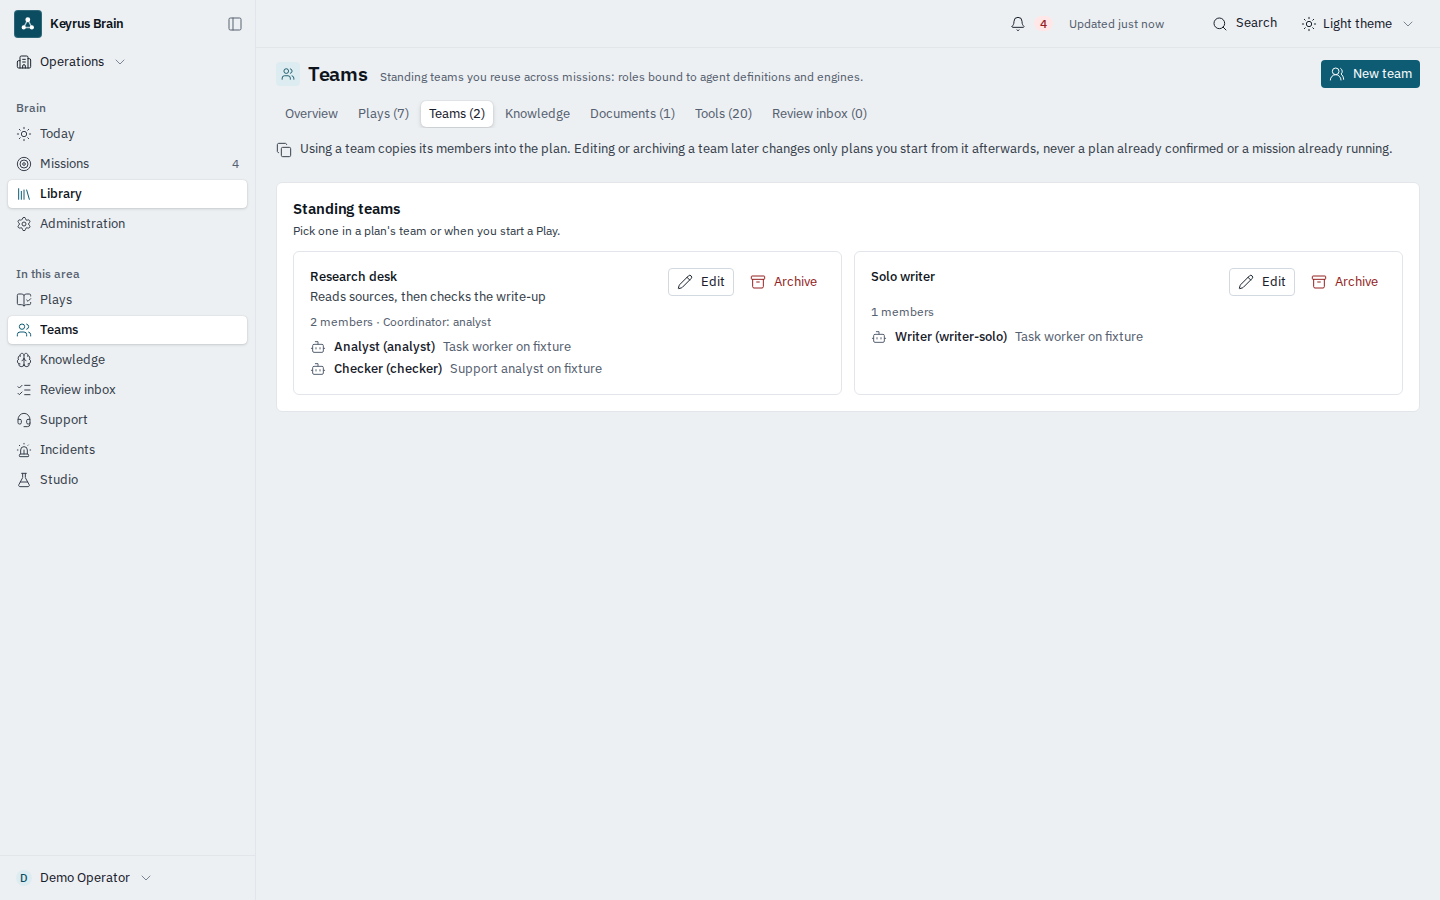 Keyrus Brain
Operations
Brain
Today
Missions 4
Library
Administration
In this area
Plays
Teams
Knowledge
Review inbox
Support
Incidents
Studio
D Demo Operator
4 Updated just now Search Light theme
Teams Standing teams you reuse across missions: roles bound to agent definitions and engines. New team
Overview Plays (7) Teams (2) Knowledge Documents (1) Tools (20) Review inbox (0)
Using a team copies its members into the plan. Editing or archiving a team later changes only plans you start from it afterwards, never a plan already confirmed or a mission already running.
Standing teams
Pick one in a plan's team or when you start a Play.
Research desk Edit Archive
Reads sources, then checks the write-up
2 members · Coordinator: analyst
Analyst (analyst) Task worker on fixture
Checker (checker) Support analyst on fixture
Solo writer Edit Archive
1 members
Writer (writer-solo) Task worker on fixture